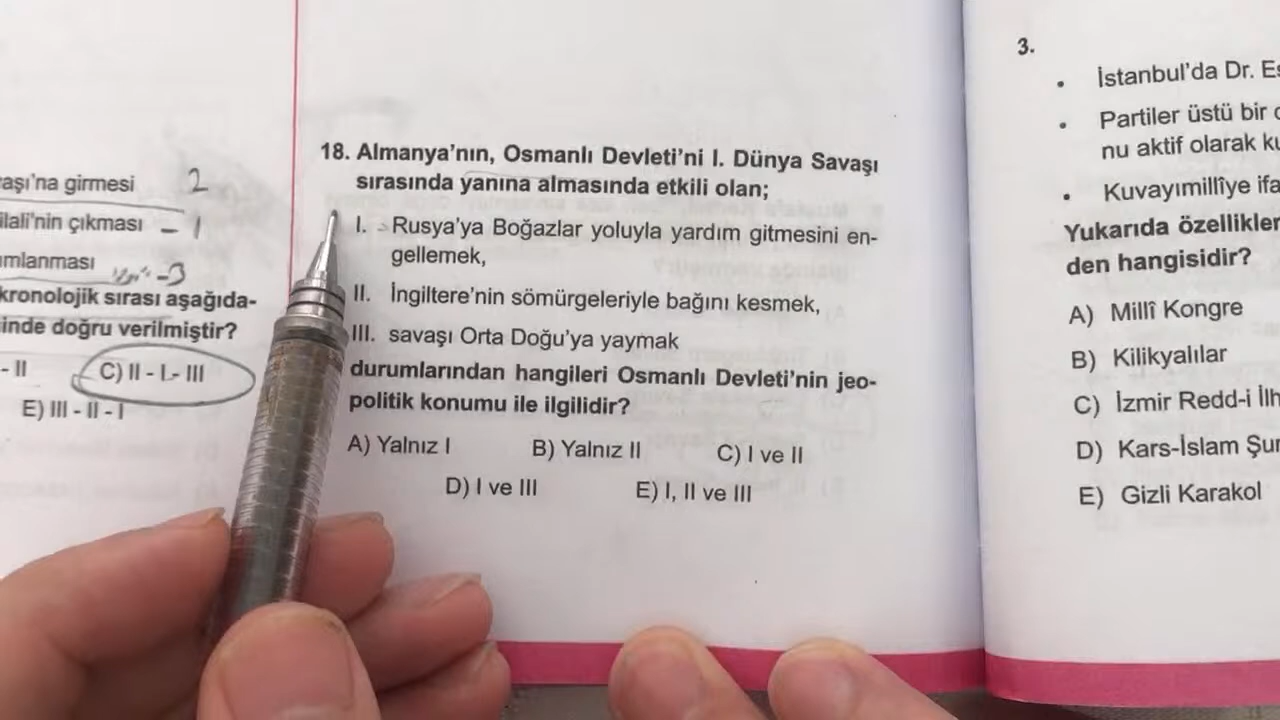 aşı'na girmesi 2
ilali'nin çıkması - 1
mlanması -3
kronolojik sırası aşağıda-
inde doğru verilmiştir?
- II C) II - I - III
E) III - II - I
18. Almanya'nın, Osmanlı Devleti'ni I. Dünya Savaşı
sırasında yanına almasında etkili olan;
I. Rusya'ya Boğazlar yoluyla yardım gitmesini en-
gellemek,
II. İngiltere'nin sömürgeleriyle bağını kesmek,
III. savaşı Orta Doğu'ya yaymak
durumlarından hangileri Osmanlı Devleti'nin jeo-
politik konumu ile ilgilidir?
A) Yalnız I B) Yalnız II C) I ve II
D) I ve III E) I, II ve III
3.
• İstanbul'da Dr. Es
• Partiler üstü bir
nu aktif olarak ku
• Kuvayımillîye ifa
Yukarıda özellikler
den hangisidir?
A) Millî Kongre
B) Kilikyalılar
C) İzmir Redd-i İlh
D) Kars-İslam Şur
E) Gizli Karakol